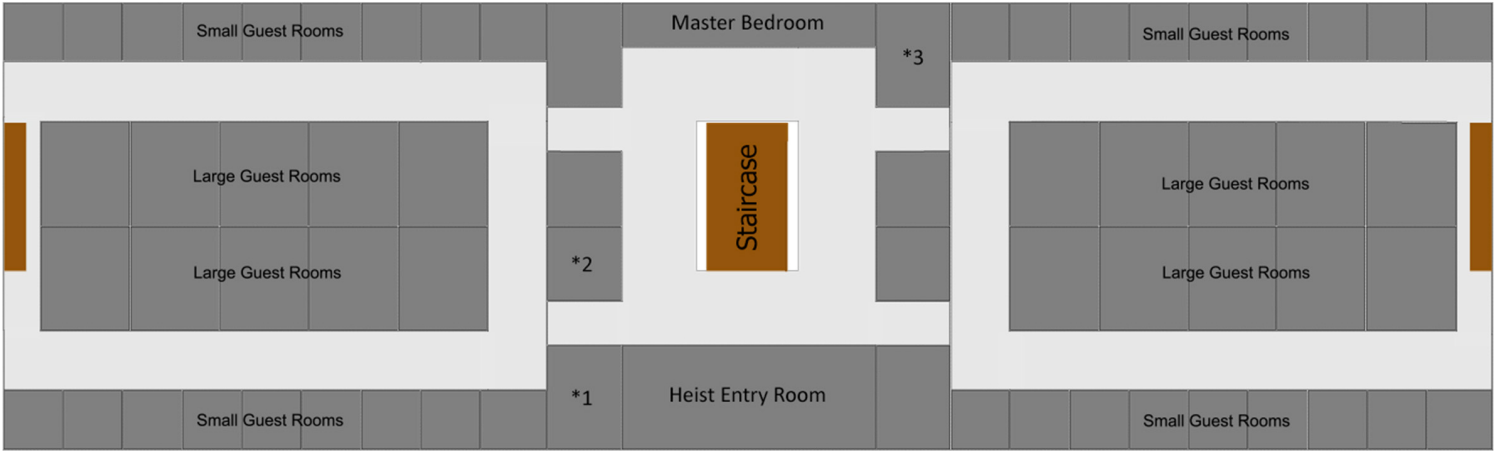 Small Guest Rooms
Master Bedroom
Small Guest Rooms
*3
Large Guest Rooms
Staircase
Large Guest Rooms
Large Guest Rooms
*2
Large Guest Rooms
*1
Heist Entry Room
Small Guest Rooms
Small Guest Rooms